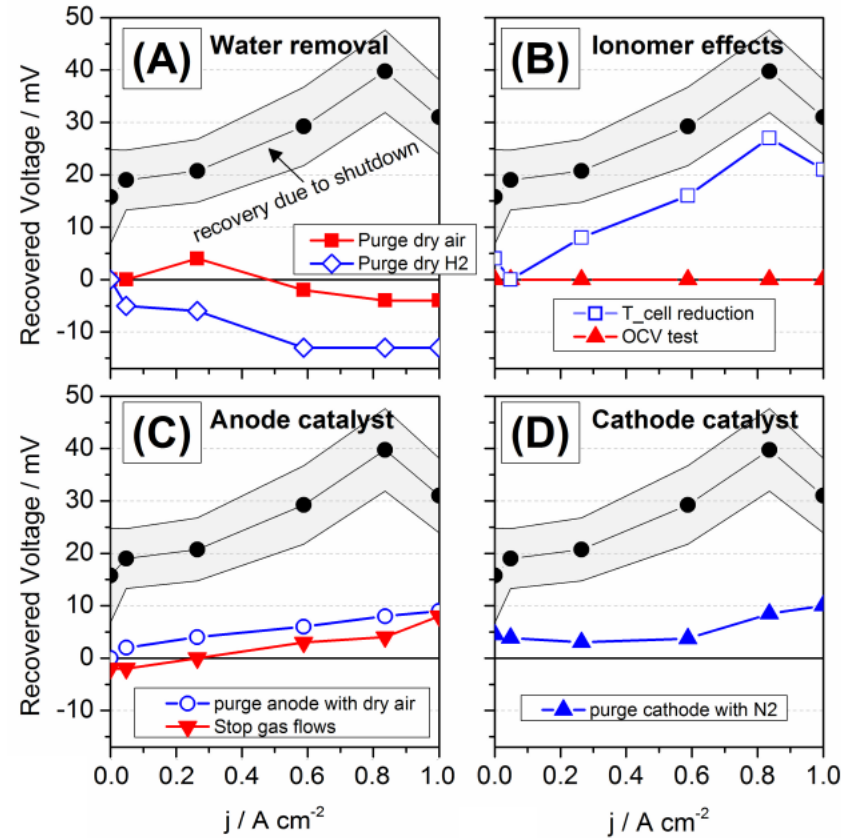 (A) Water removal
(B) Ionomer effects
50
40
30
20
10
0
-10
Recovered Voltage / mV
recovery due to shutdown
Purge dry air
Purge dry H2
T_cell reduction
OCV test
(C) Anode catalyst
(D) Cathode catalyst
50
40
30
20
10
0
-10
Recovered Voltage / mV
purge anode with dry air
Stop gas flows
purge cathode with N2
0.0 0.2 0.4 0.6 0.8 1.0
0.0 0.2 0.4 0.6 0.8 1.0
j / A cm-2
j / A cm-2